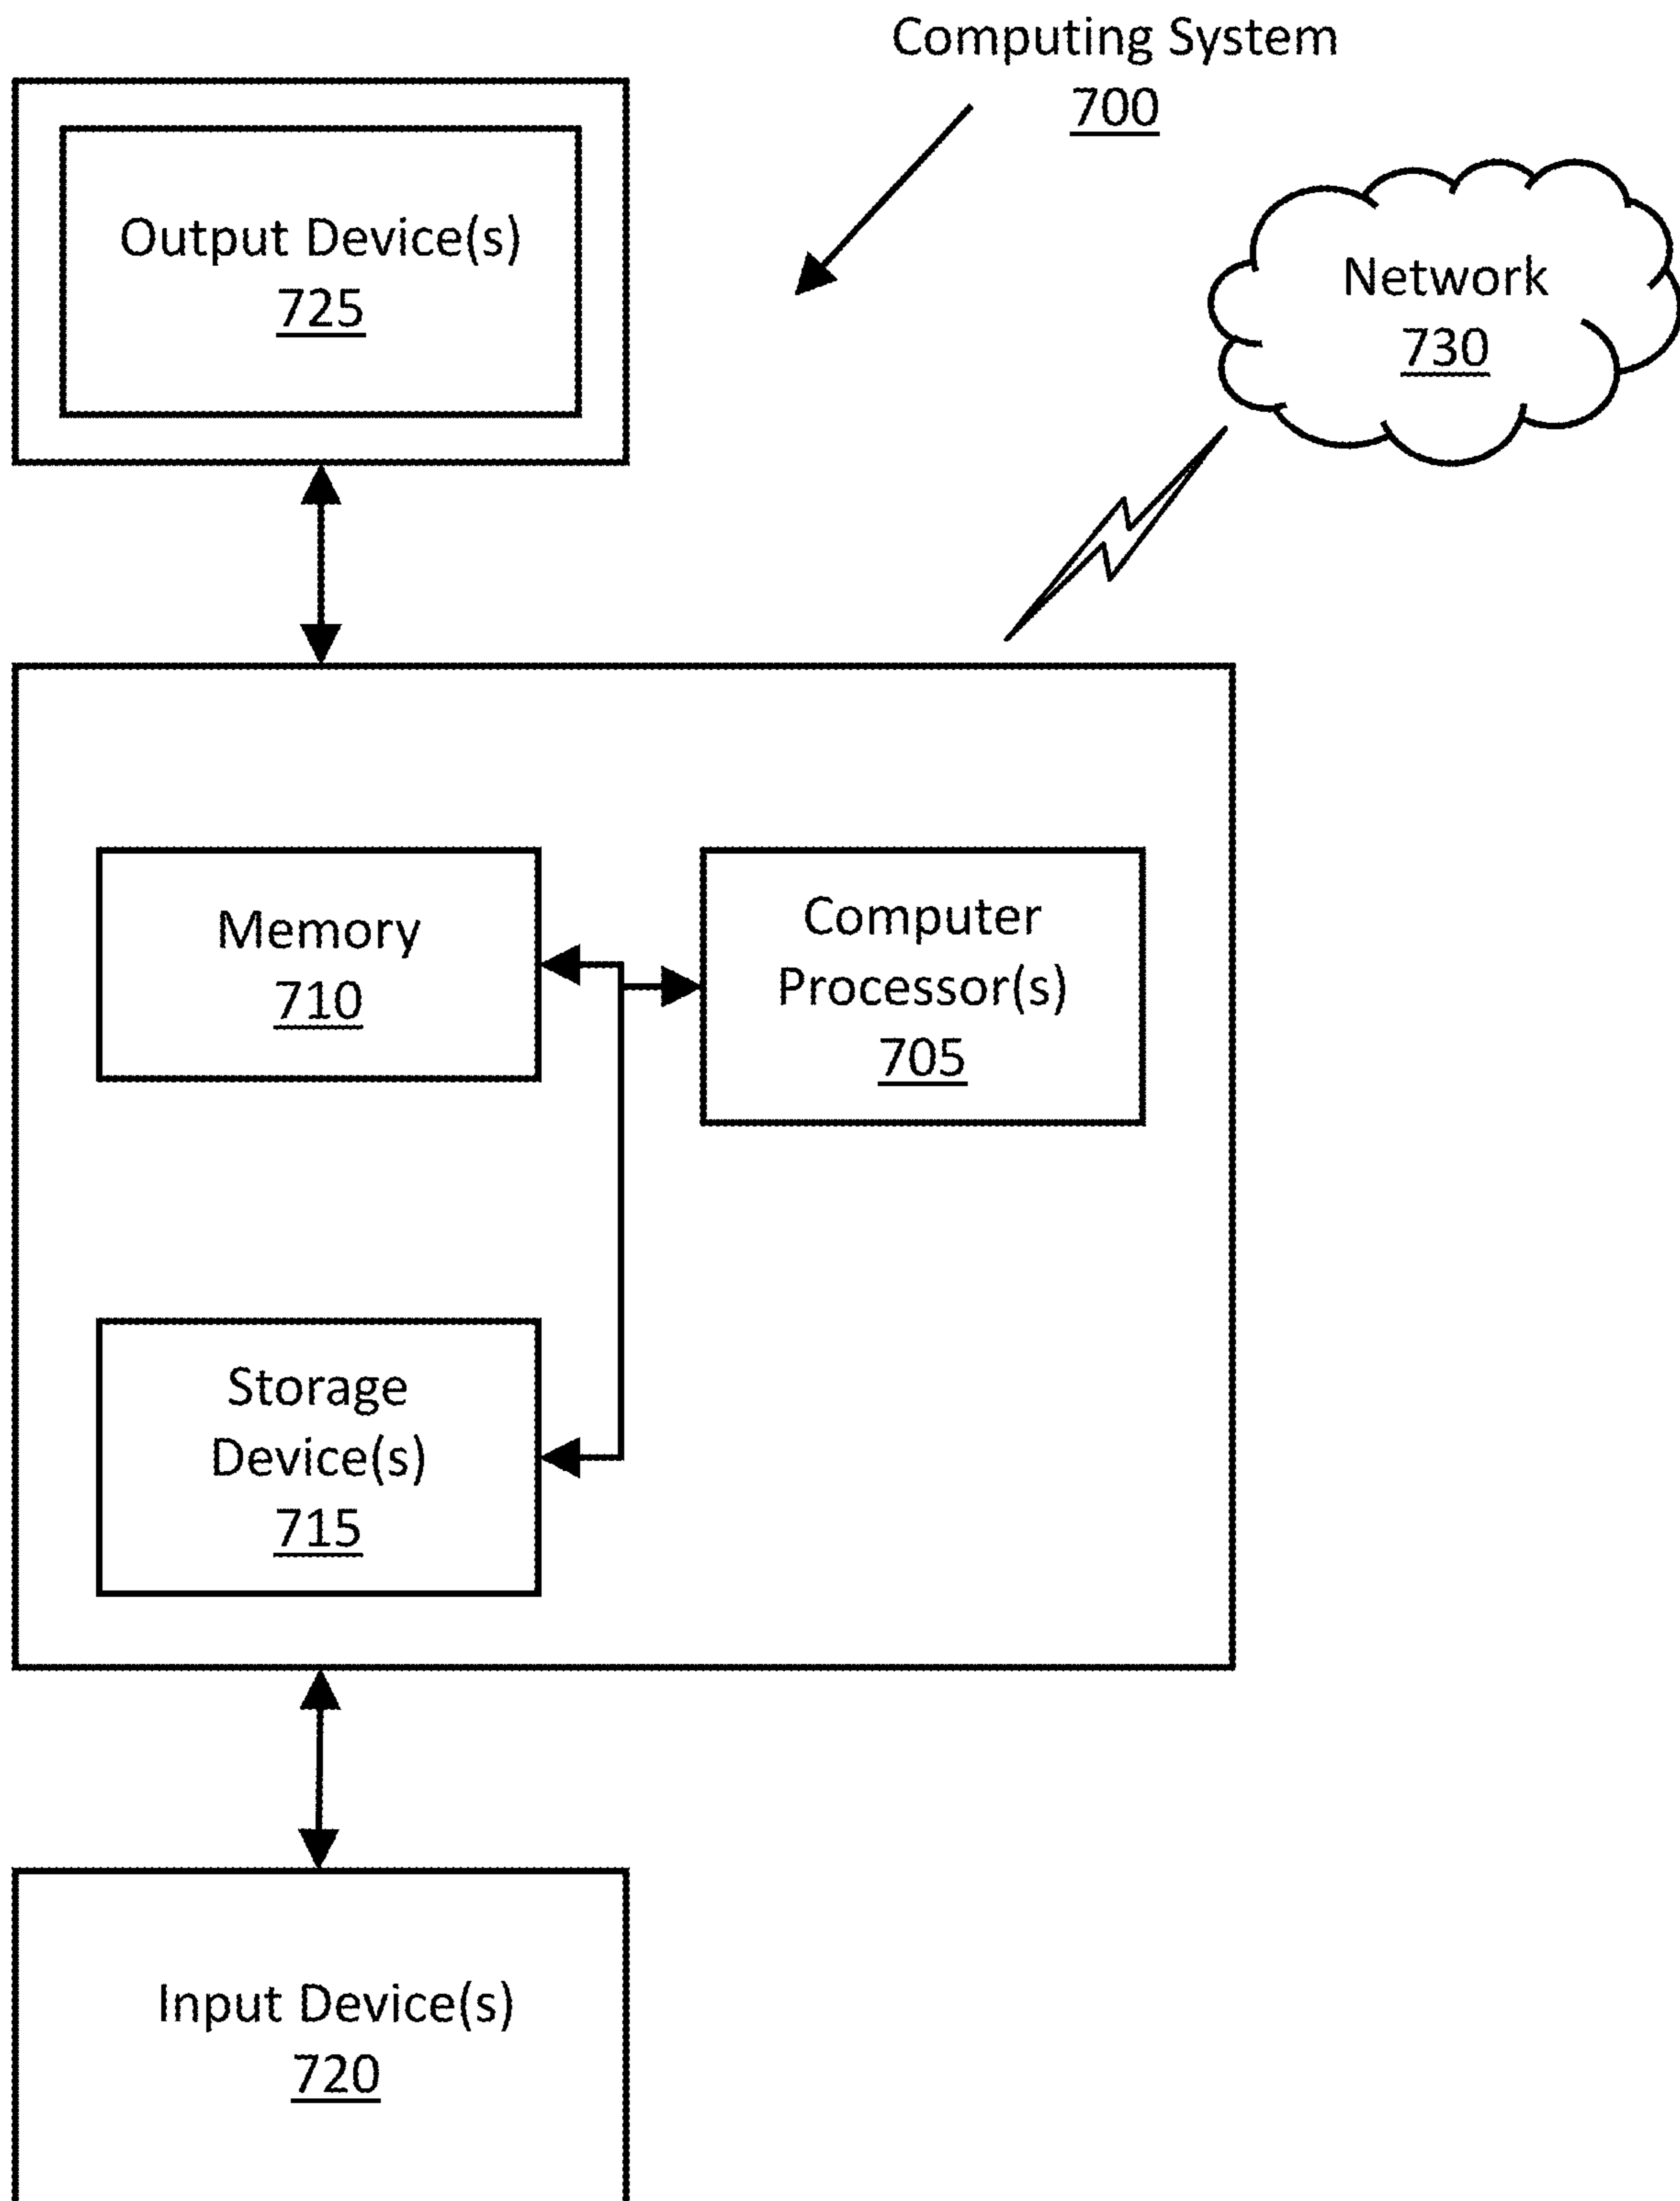 Computing System
700
Output Device(s)
725
Network
730
Memory
710
Computer
Processor(s)
705
Storage
Device(s)
715
Input Device(s)
720